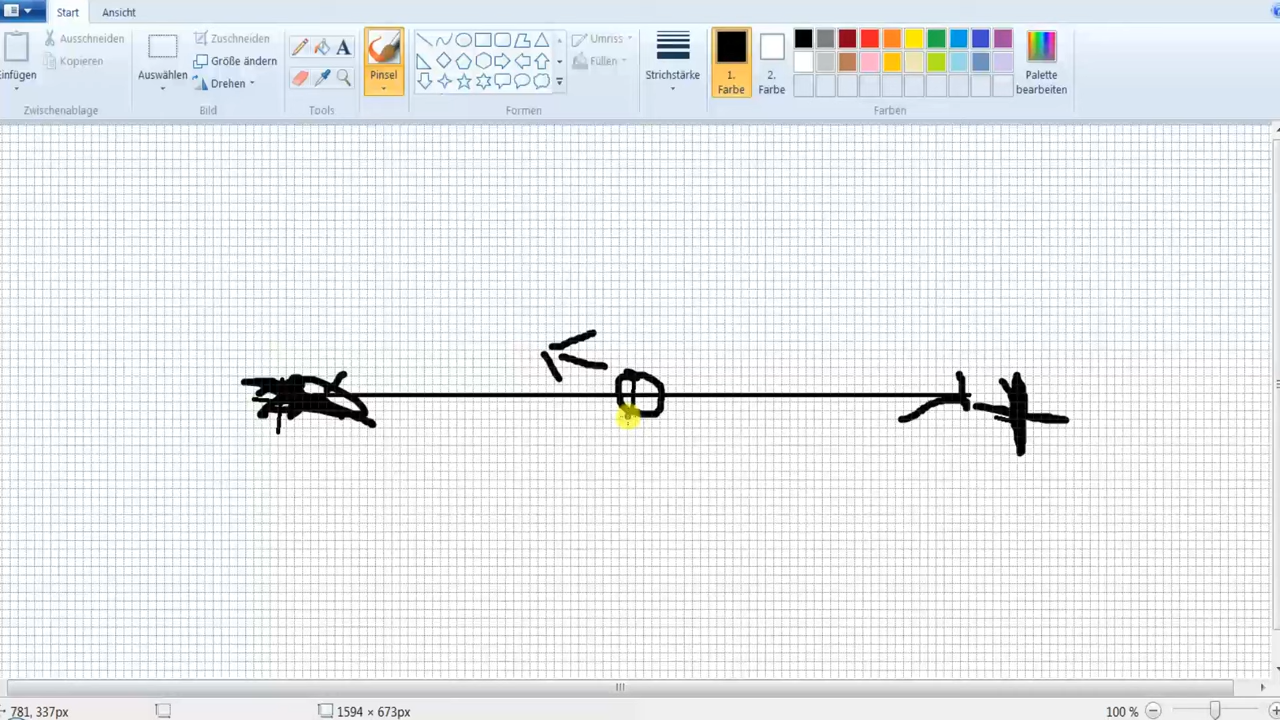 Start Ansicht
Einfügen
Ausschneiden
Kopieren
Zwischenablage
Auswählen
Zuschneiden
Größe ändern
Drehen
Bild
A
Tools
Pinsel
Umriss
Füllen
Formen
Strichstärke
1. Farbe
2. Farbe
Palette bearbeiten
Farben
781, 337px 1594 × 673px 100 %